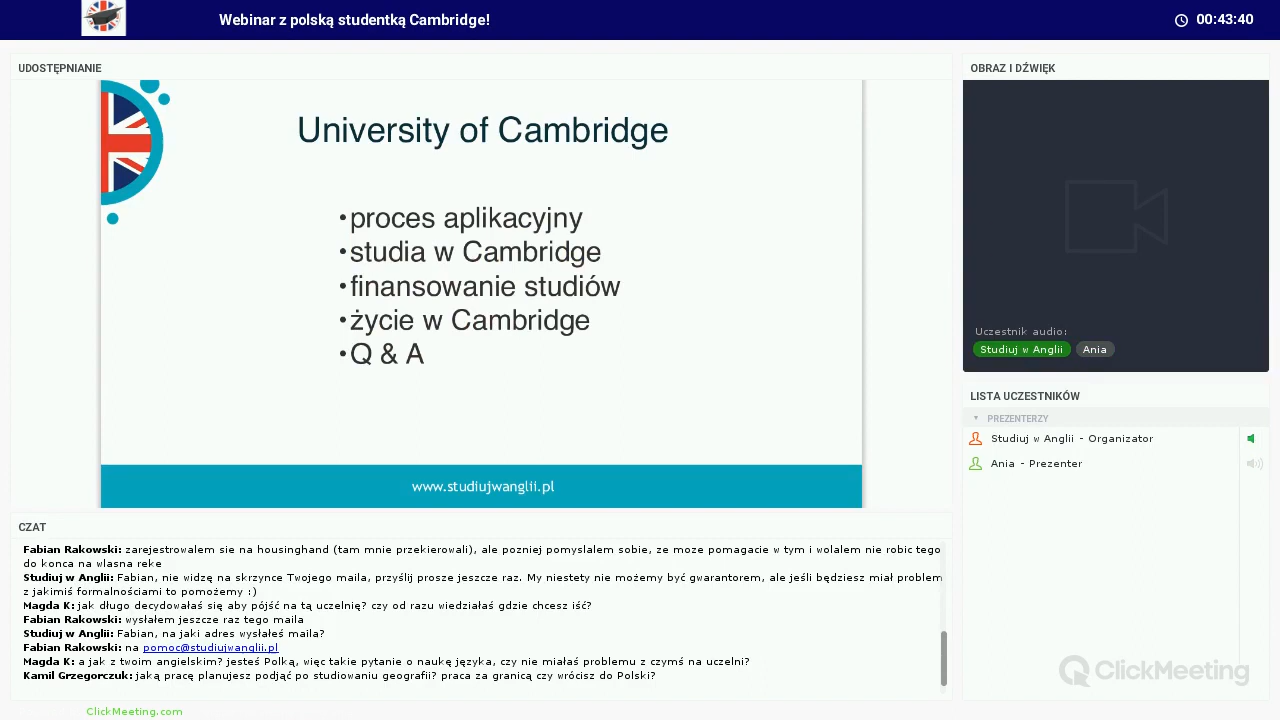 Webinar z polską studentką Cambridge!
00:43:40
UDOSTĘPNIANIE
University of Cambridge
•proces aplikacyjny
•studia w Cambridge
•finansowanie studiów
•życie w Cambridge
•Q & A
www.studiujwanglii.pl
OBRAZ I DŹWIĘK
Uczestnik audio:
Studiuj w Anglii Ania
LISTA UCZESTNIKÓW
PREZENTERZY
Studiuj w Anglii - Organizator
Ania - Prezenter
ClickMeeting
CZAT
Fabian Rakowski: zarejestrowalem sie na housinghand (tam mnie przekierowali), ale pozniej pomyslalem sobie, ze moze pomagacie w tym i wolalem nie robic tego
do konca na wlasna reke
Studiuj w Anglii: Fabian, nie widzę na skrzynce Twojego maila, przyślij prosze jeszcze raz. My niestety nie możemy być gwarantorem, ale jeśli będziesz miał problem
z jakimiś formalnościami to pomożemy :)
Magda K: jak długo decydowałaś się aby pójść na tą uczelnię? czy od razu wiedziałaś gdzie chcesz iść?
Fabian Rakowski: wysłałem jeszcze raz tego maila
Studiuj w Anglii: Fabian, na jaki adres wysłałeś maila?
Fabian Rakowski: na pomoc@studiujwanglii.pl
Magda K: a jak z twoim angielskim? jesteś Polką, więc takie pytanie o naukę języka, czy nie miałaś problemu z czymś na uczelni?
Kamil Grzegorczuk: jaką pracę planujesz podjąć po studiowaniu geografii? praca za granicą czy wrócisz do Polski?
ClickMeeting.com